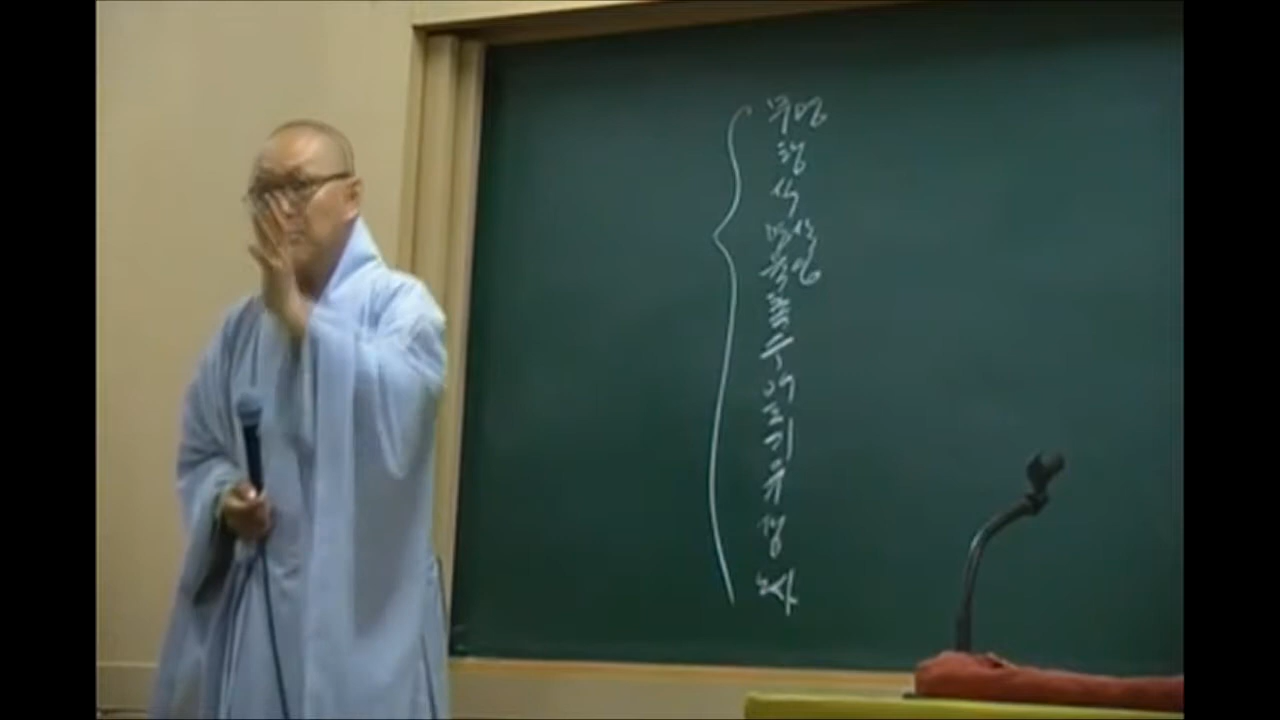 무명
행
식
명색
육입
촉
수
애
취
유
생
노사